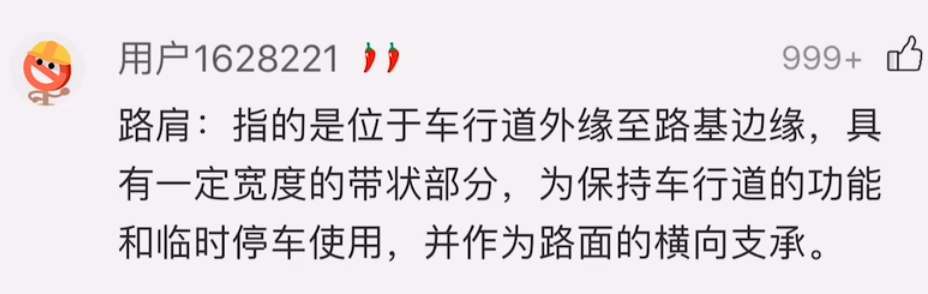 用户1628221
999+
路肩：指的是位于车行道外缘至路基边缘，具
有一定宽度的带状部分，为保持车行道的功能
和临时停车使用，并作为路面的横向支承。